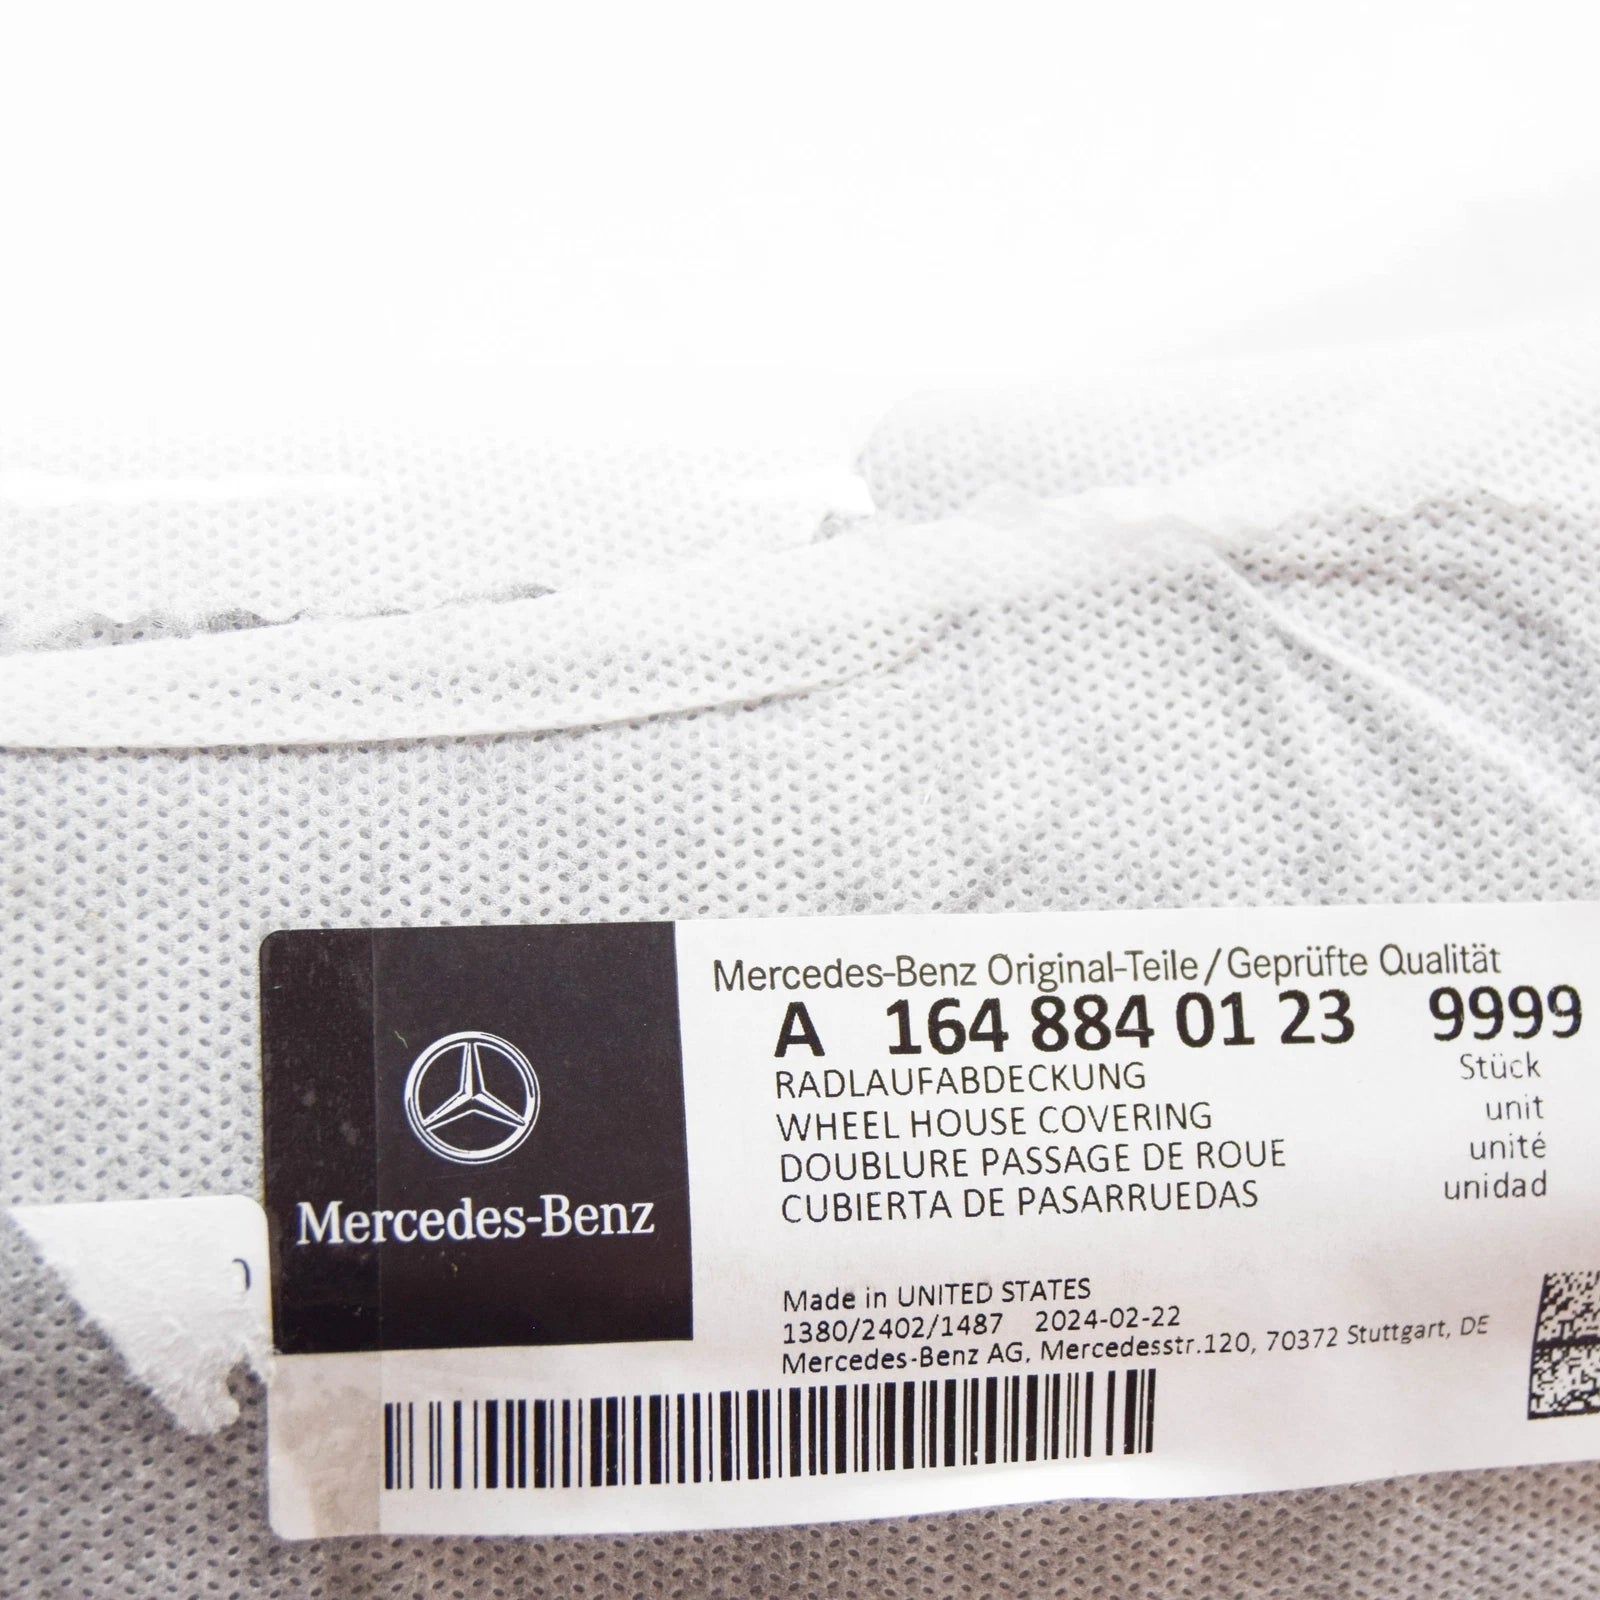 Mercedes-Benz
Mercedes-Benz Original-Teile/Geprüfte Qualität
A 164 884 01 23 9999
RADLAUFABDECKUNG Stück
WHEEL HOUSE COVERING unit
DOUBLURE PASSAGE DE ROUE unité
CUBIERTA DE PASARRUEDAS unidad
Made in UNITED STATES
1380/2402/1487 2024-02-22
Mercedes-Benz AG, Mercedesstr.120, 70372 Stuttgart, DE